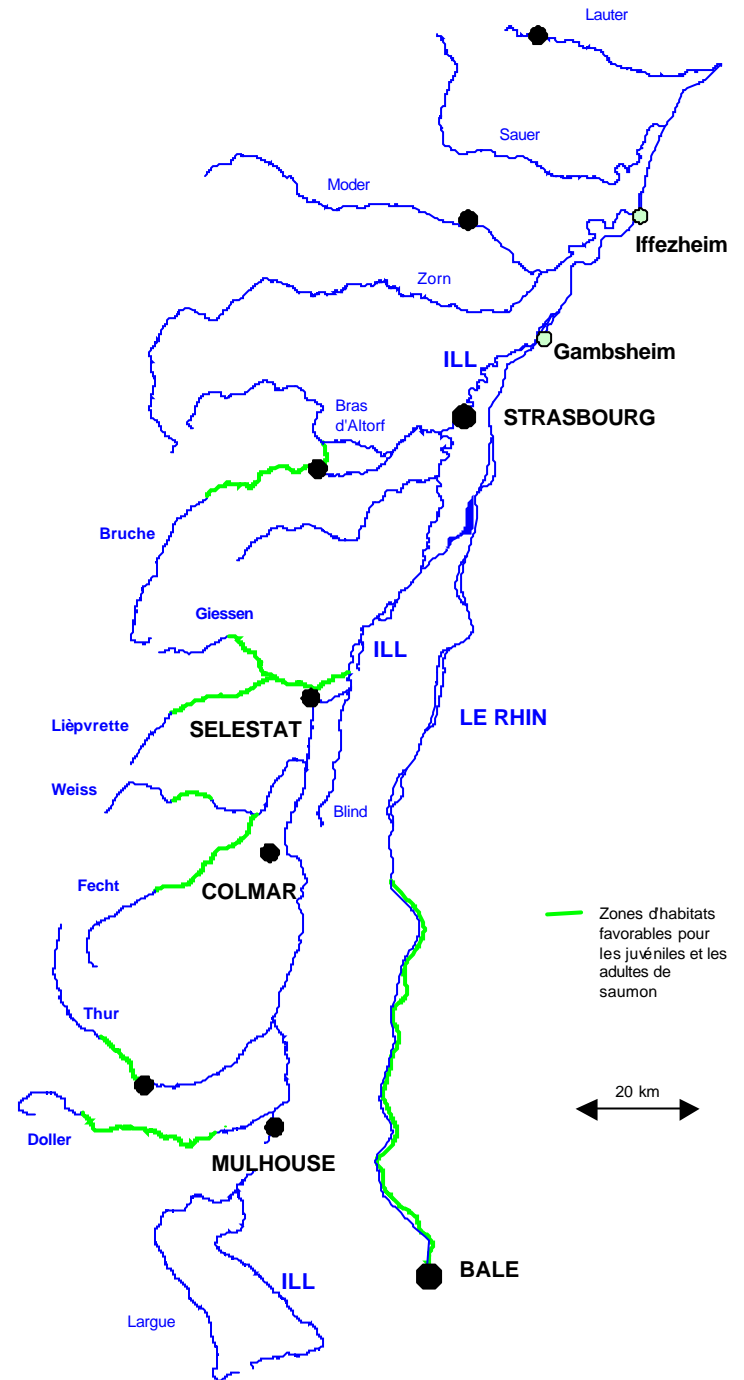 Lauter
Sauer
Moder
Iffezheim
Zorn
Gambsheim
ILL
Bras
d'Altorf
STRASBOURG
Bruche
Giessen
ILL
LE RHIN
Lièpvrette
SELESTAT
Weiss
Blind
Fecht
COLMAR
Zones d'habitats
favorables pour
les juvéniles et les
adultes de
saumon
Thur
20 km
Doller
MULHOUSE
BALE
ILL
Largue